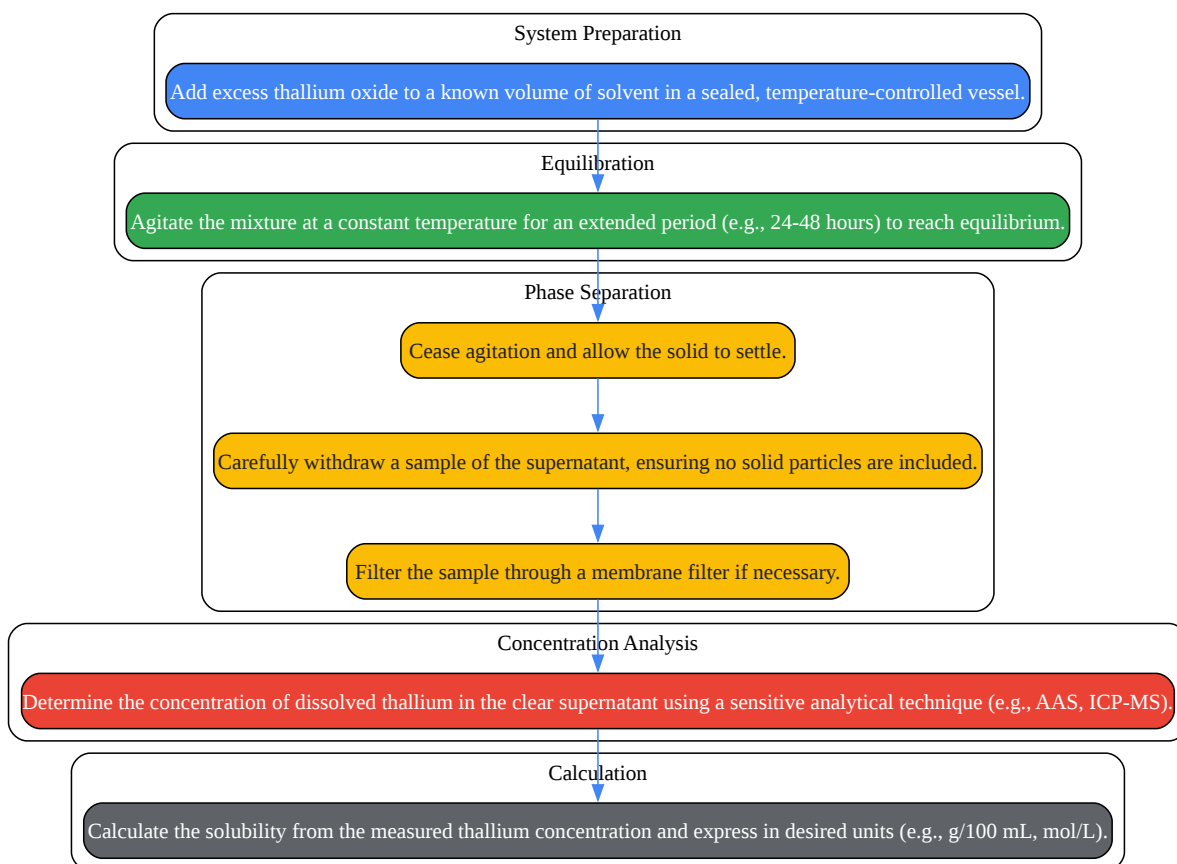 System Preparation
Add excess thallium oxide to a known volume of solvent in a sealed, temperature-controlled vessel.
Equilibration
Agitate the mixture at a constant temperature for an extended period (e.g., 24-48 hours) to reach equilibrium.
Phase Separation
Cease agitation and allow the solid to settle.
Carefully withdraw a sample of the supernatant, ensuring no solid particles are included.
Filter the sample through a membrane filter if necessary.
Concentration Analysis
Determine the concentration of dissolved thallium in the clear supernatant using a sensitive analytical technique (e.g., AAS, ICP-MS).
Calculation
Calculate the solubility from the measured thallium concentration and express in desired units (e.g., g/100 mL, mol/L).